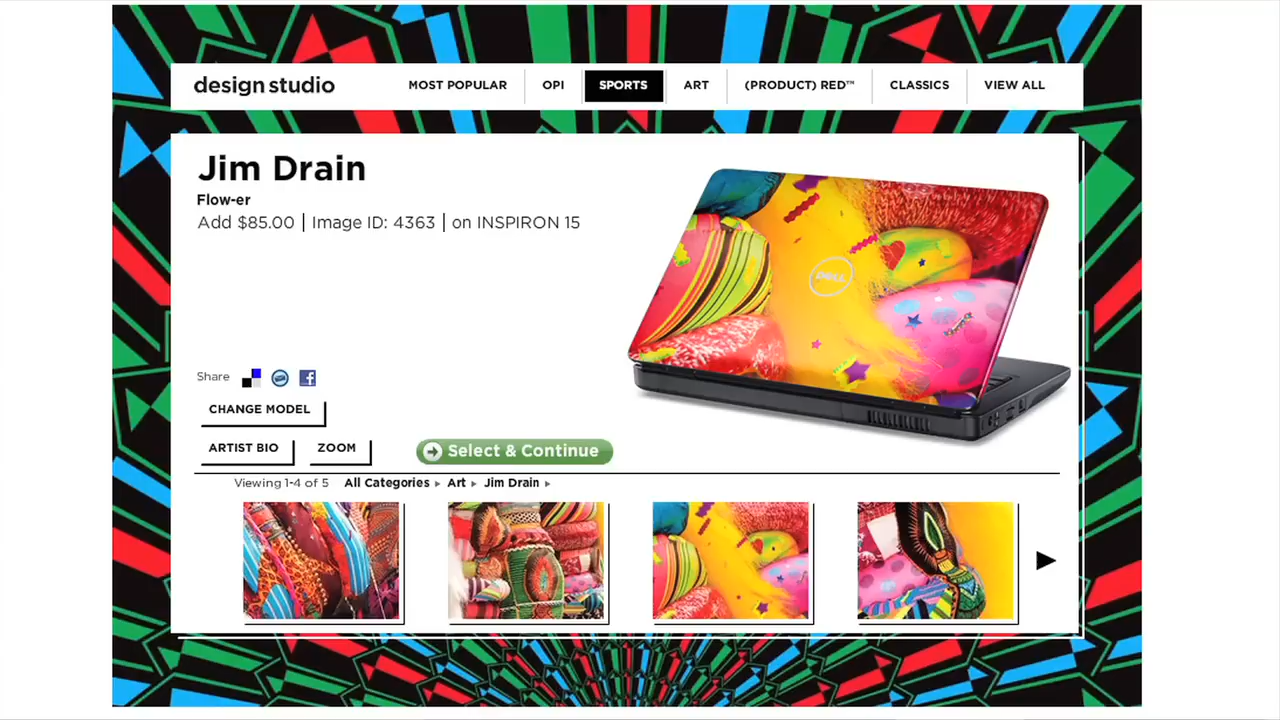 design studio MOST POPULAR OPI SPORTS ART (PRODUCT) RED™ CLASSICS VIEW ALL
Jim Drain
Flow-er
Add $85.00 | Image ID: 4363 | on INSPIRON 15
DELL
Share
CHANGE MODEL
ARTIST BIO ZOOM Select & Continue
Viewing 1-4 of 5 All Categories ▸ Art ▸ Jim Drain ▸